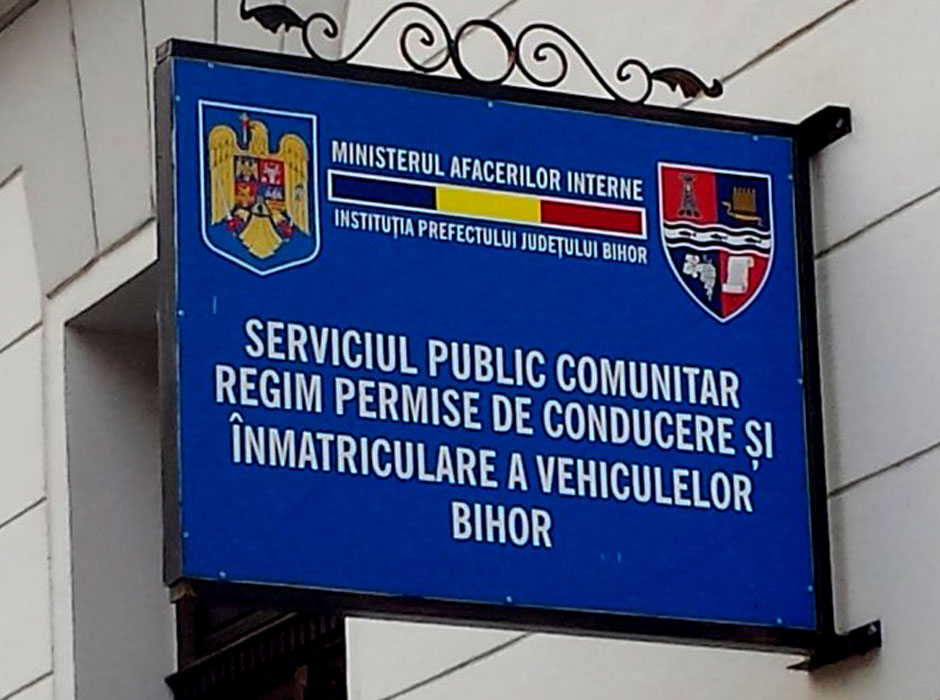 MINISTERUL AFACERILOR INTERNE
INSTITUȚIA PREFECTULUI JUDEȚULUI BIHOR
SERVICIUL PUBLIC COMUNITAR
REGIM PERMISE DE CONDUCERE ȘI
ÎNMATRICULARE A VEHICULELOR
BIHOR